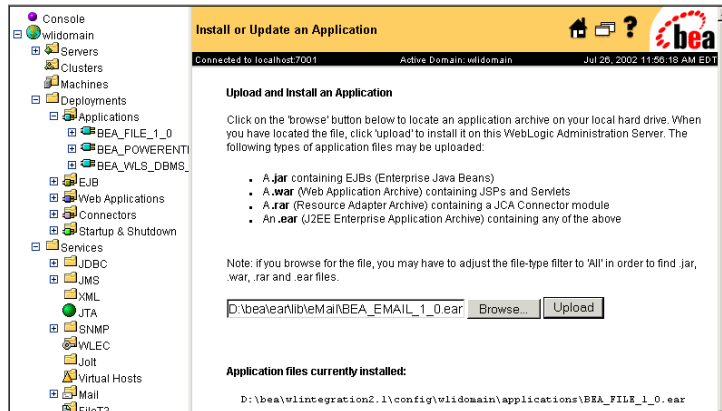 Console
wlidomain
Servers
Clusters
Machines
Deployments
Applications
BEA_FILE_1_0
BEA_POWERENTI
BEA_WLS_DBMS_
EJB
Web Applications
Connectors
Startup & Shutdown
Services
JDBC
JMS
XML
JTA
SNMP
WLEC
Jolt
Virtual Hosts
Mail
FileT3
Install or Update an Application
?
bea
Connected to localhost:7001 Active Domain: wlidomain Jul 26, 2002 11:56:18 AM EDT
Upload and Install an Application
Click on the 'browse' button below to locate an application archive on your local hard drive. When
you have located the file, click 'upload' to install it on this WebLogic Administration Server. The
following types of application files may be uploaded:
A .jar containing EJBs (Enterprise Java Beans)
A .war (Web Application Archive) containing JSPs and Servlets
A .rar (Resource Adapter Archive) containing a JCA Connector module
An .ear (J2EE Enterprise Application Archive) containing any of the above
Note: if you browse for the file, you may have to adjust the file-type filter to 'All' in order to find .jar,
.war, .rar and .ear files.
D:\bea\ear\lib\eMail\BEA_EMAIL_1_0.ear Browse... Upload
Application files currently installed:
D:\bea\wlintegration2.1\config\wlidomain\applications\BEA_FILE_1_0.ear